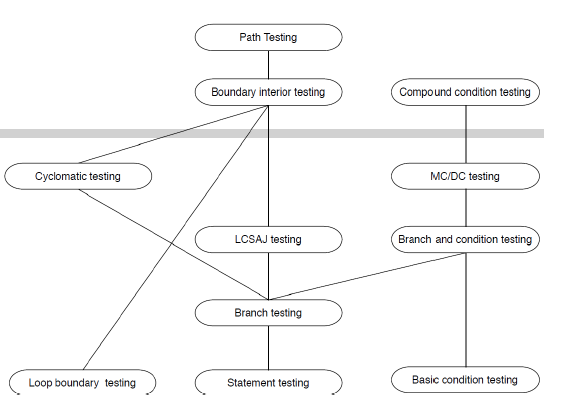 Path Testing
Boundary interior testing
Compound condition testing
Cyclomatic testing
MC/DC testing
LCSAJ testing
Branch and condition testing
Branch testing
Loop boundary testing
Statement testing
Basic condition testing